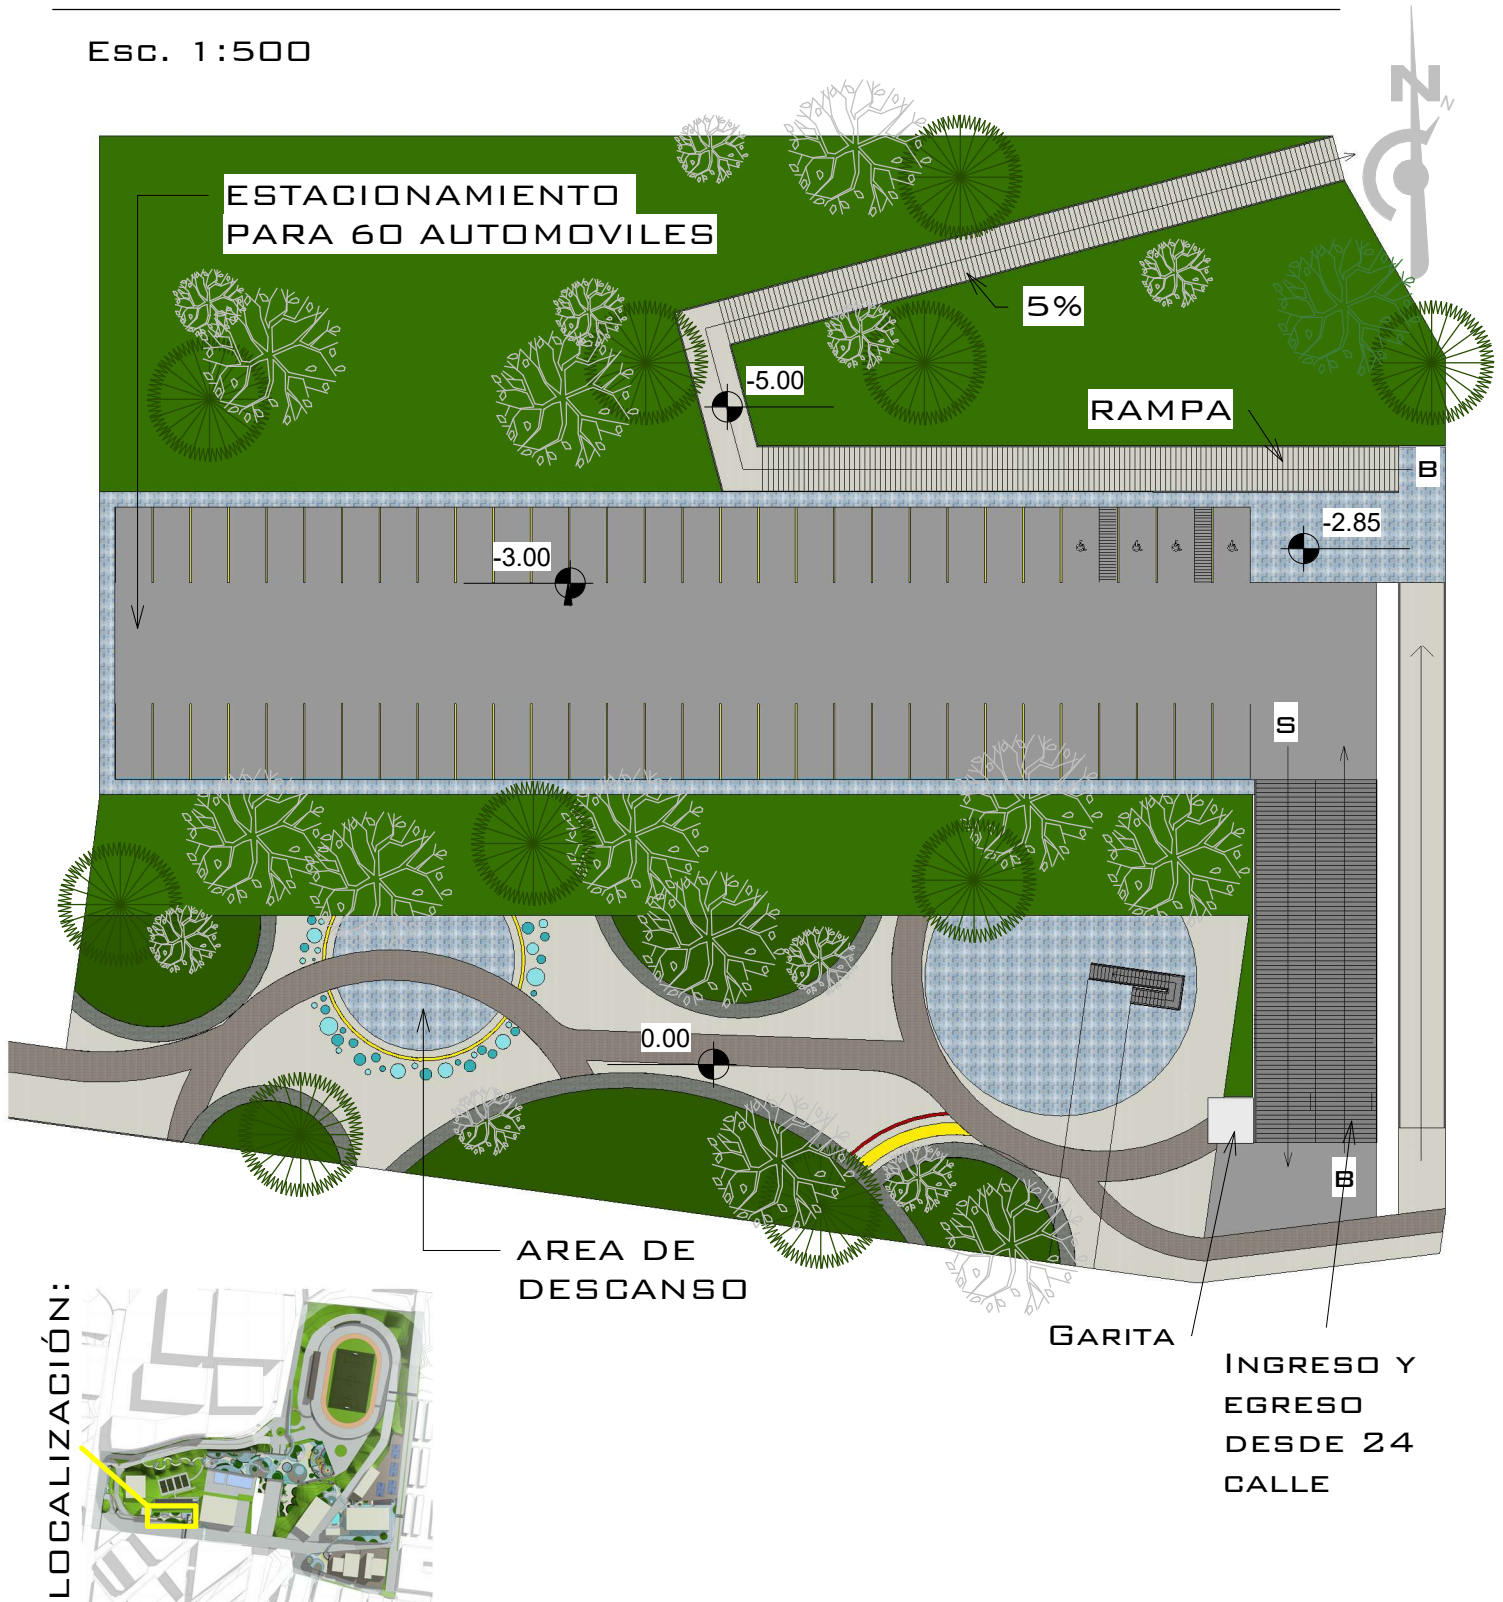 Esc. 1:500
N
N
ESTACIONAMIENTO
PARA 60 AUTOMOVILES
5%
-5.00
RAMPA
B
-2.85
-3.00
S
0.00
B
AREA DE
DESCANSO
GARITA
INGRESO Y
EGRESO
DESDE 24
CALLE
LOCALIZACIÓN: